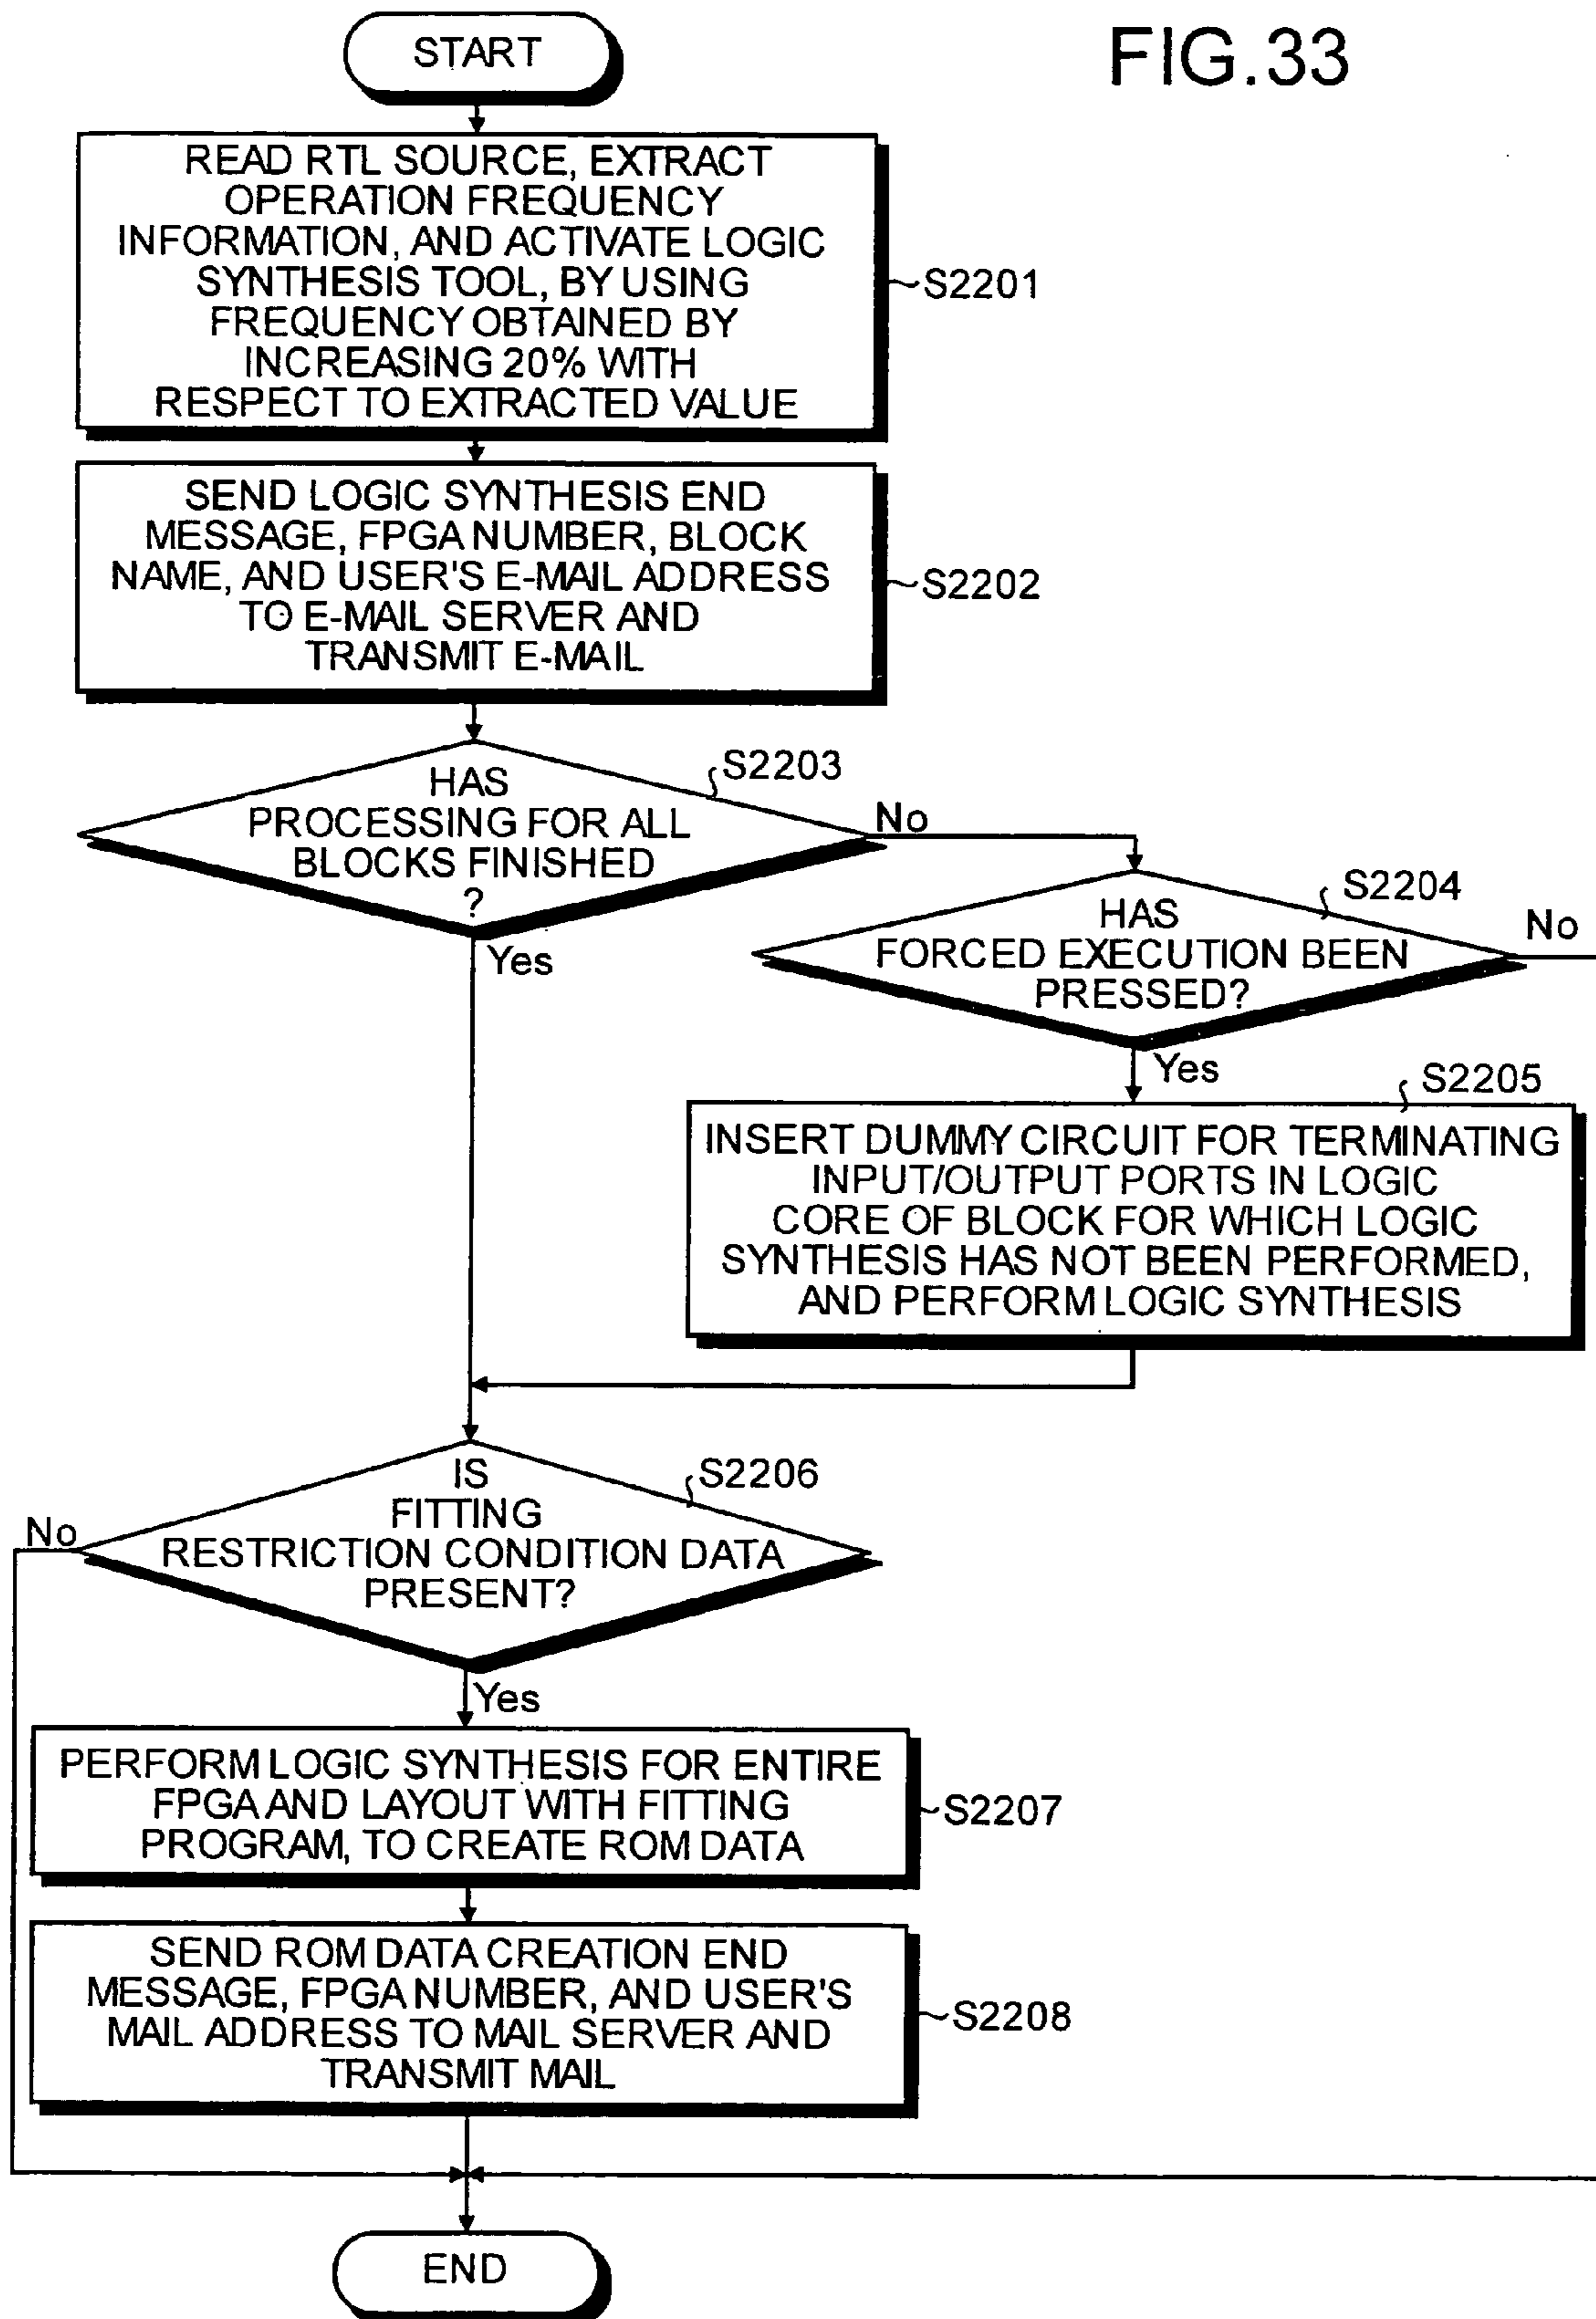 FIG.33
START
READ RTL SOURCE, EXTRACT
OPERATION FREQUENCY
INFORMATION, AND ACTIVATE LOGIC
SYNTHESIS TOOL, BY USING
FREQUENCY OBTAINED BY
INCREASING 20% WITH
RESPECT TO EXTRACTED VALUE
S2201
SEND LOGIC SYNTHESIS END
MESSAGE, FPGA NUMBER, BLOCK
NAME, AND USER'S E-MAIL ADDRESS
TO E-MAIL SERVER AND
TRANSMIT E-MAIL
S2202
HAS
PROCESSING FOR ALL
BLOCKS FINISHED
?
S2203
No
Yes
HAS
FORCED EXECUTION BEEN
PRESSED?
S2204
No
Yes
S2205
INSERT DUMMY CIRCUIT FOR TERMINATING
INPUT/OUTPUT PORTS IN LOGIC
CORE OF BLOCK FOR WHICH LOGIC
SYNTHESIS HAS NOT BEEN PERFORMED,
AND PERFORM LOGIC SYNTHESIS
IS
FITTING
RESTRICTION CONDITION DATA
PRESENT?
S2206
No
Yes
PERFORM LOGIC SYNTHESIS FOR ENTIRE
FPGA AND LAYOUT WITH FITTING
PROGRAM, TO CREATE ROM DATA
S2207
SEND ROM DATA CREATION END
MESSAGE, FPGA NUMBER, AND USER'S
MAIL ADDRESS TO MAIL SERVER AND
TRANSMIT MAIL
S2208
END